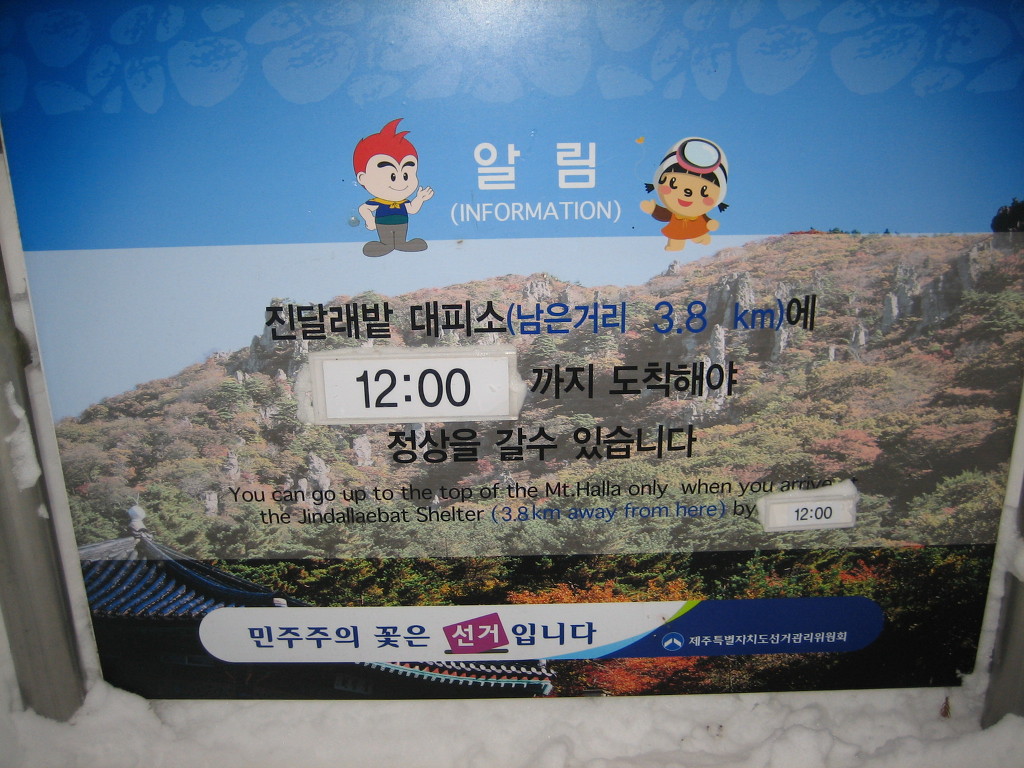 알 림
(INFORMATION)
진달래밭 대피소(남은거리 3.8 km)에
12:00 까지 도착해야
정상을 갈수 있습니다
You can go up to the top of the Mt.Halla only when you arrive
the Jindallaebat Shelter (3.8km away from here) by 12:00
민주주의 꽃은 선거입니다
제주특별자치도선거관리위원회